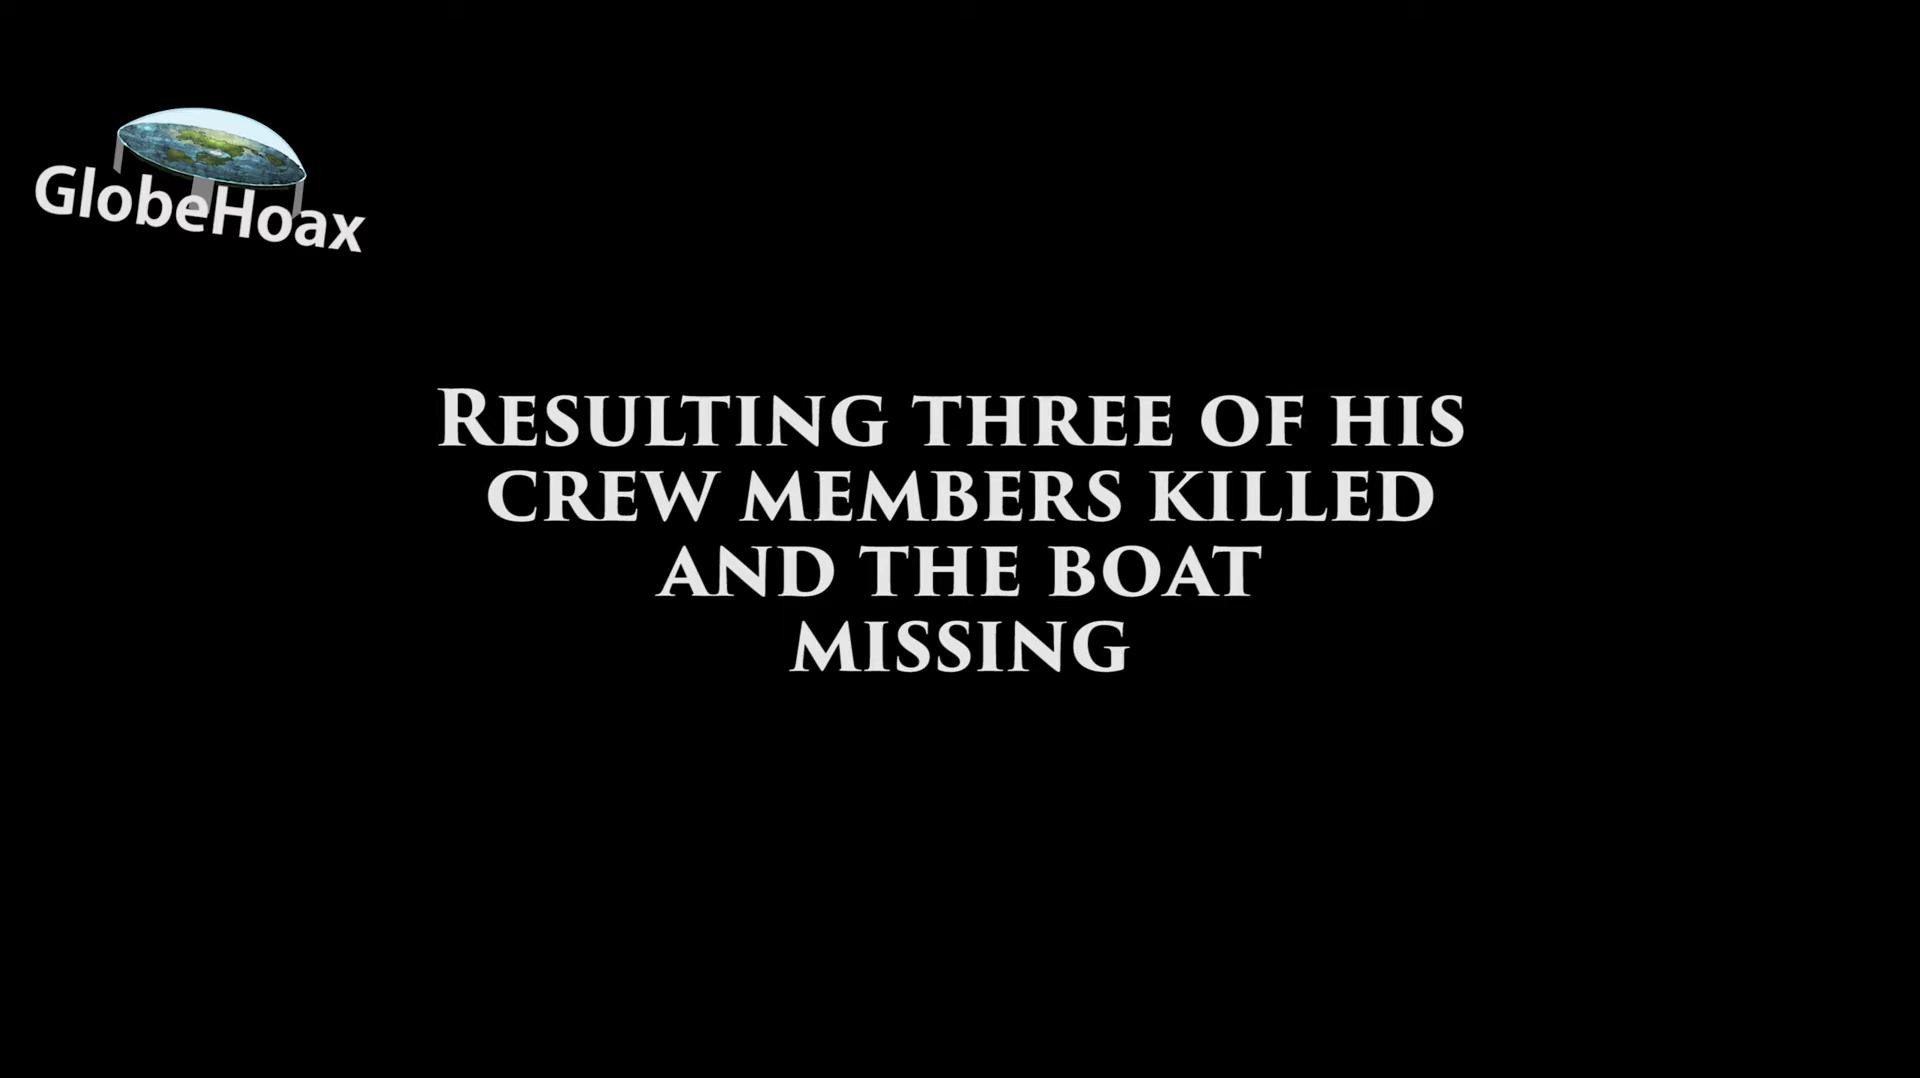 GlobeHoax
Resulting three of his
crew members killed
and the boat
missing